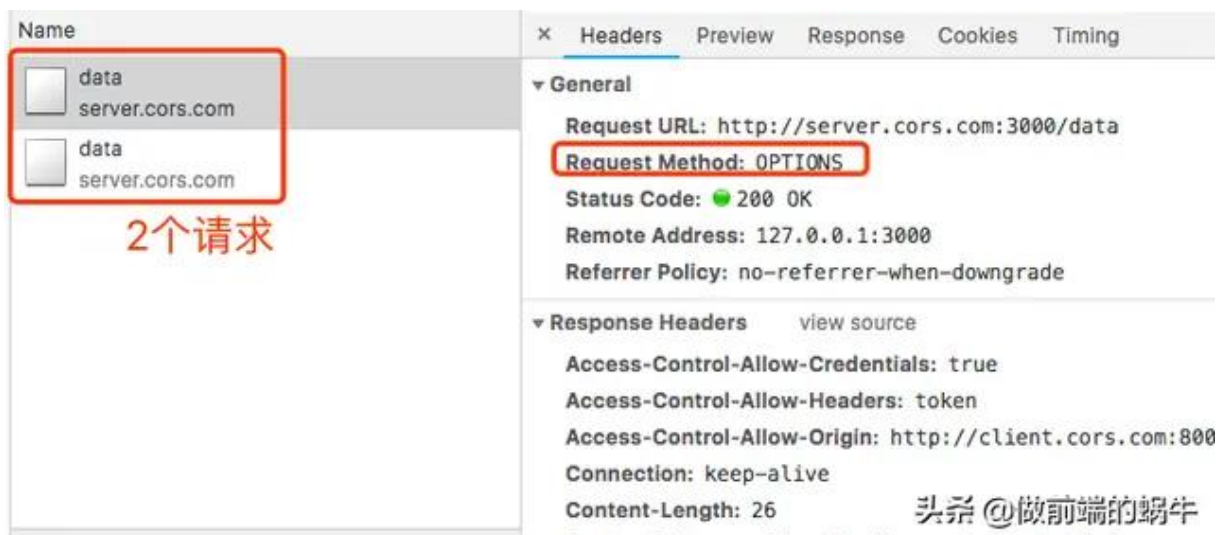 Name
data
server.cors.com
data
server.cors.com
2个请求
× Headers Preview Response Cookies Timing
▼ General
Request URL: http://server.cors.com:3000/data
Request Method: OPTIONS
Status Code: 200 OK
Remote Address: 127.0.0.1:3000
Referrer Policy: no-referrer-when-downgrade
▼ Response Headers view source
Access-Control-Allow-Credentials: true
Access-Control-Allow-Headers: token
Access-Control-Allow-Origin: http://client.cors.com:800
Connection: keep-alive
Content-Length: 26
头条 @做前端的蜗牛